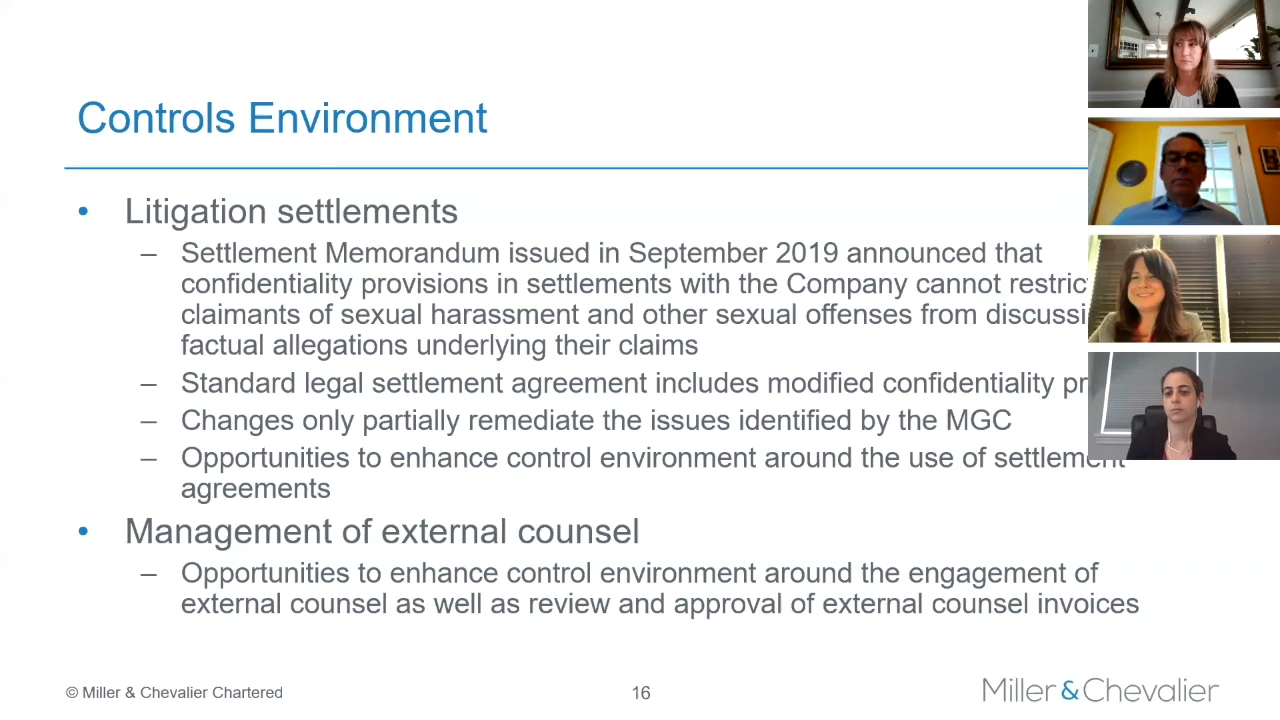 Controls Environment
• Litigation settlements
– Settlement Memorandum issued in September 2019 announced that
confidentiality provisions in settlements with the Company cannot restric
claimants of sexual harassment and other sexual offenses from discussi
factual allegations underlying their claims
– Standard legal settlement agreement includes modified confidentiality pr
– Changes only partially remediate the issues identified by the MGC
– Opportunities to enhance control environment around the use of settlement
agreements
• Management of external counsel
– Opportunities to enhance control environment around the engagement of
external counsel as well as review and approval of external counsel invoices
© Miller & Chevalier Chartered
16
Miller & Chevalier